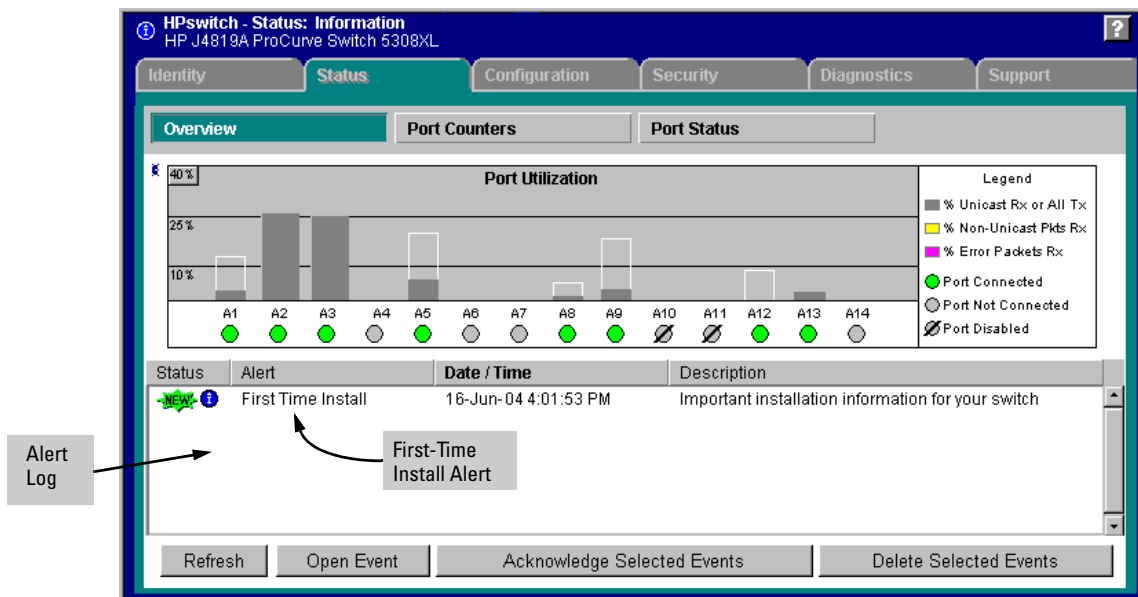 HPswitch - Status: Information
HP J4819A ProCurve Switch 5308XL
?
Identity
Status
Configuration
Security
Diagnostics
Support
Overview
Port Counters
Port Status
40 %
Port Utilization
25 %
10 %
A1 A2 A3 A4 A5 A6 A7 A8 A9 A10 A11 A12 A13 A14
Legend
% Unicast Rx or All Tx
% Non-Unicast Pkts Rx
% Error Packets Rx
Port Connected
Port Not Connected
Port Disabled
Status Alert Date / Time Description
NEW First Time Install 16-Jun-04 4:01:53 PM Important installation information for your switch
Alert
Log
First-Time
Install Alert
Refresh
Open Event
Acknowledge Selected Events
Delete Selected Events